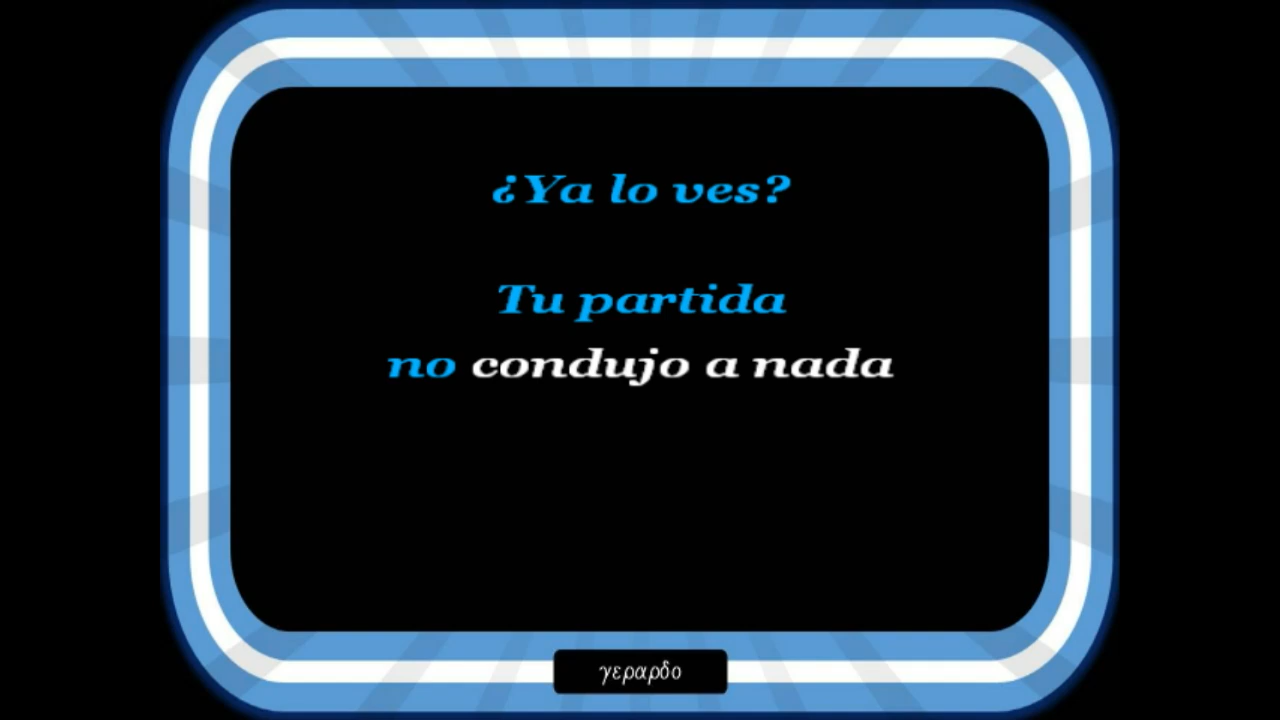 ¿Ya lo ves?
Tu partida
no condujo a nada
γεραρδο